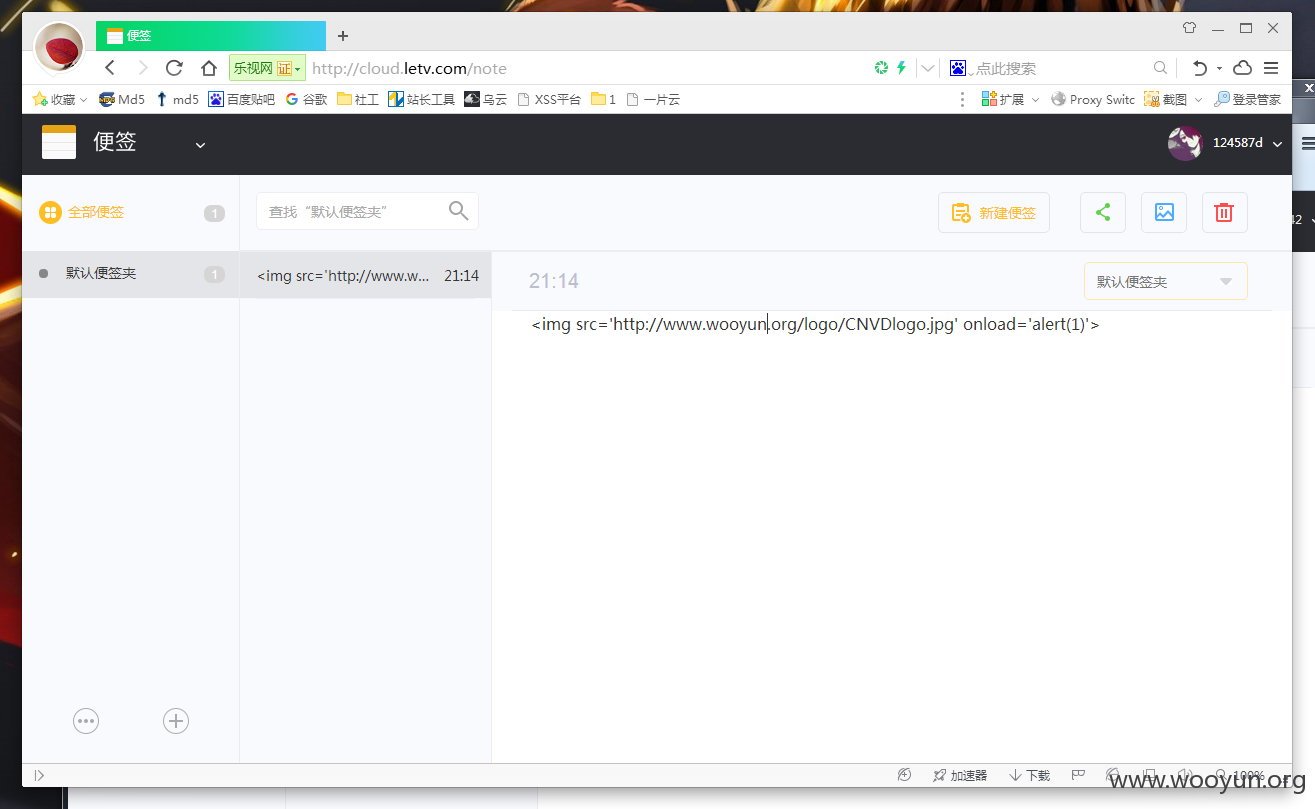 便签
乐视网 证 http://cloud.letv.com/note 点此搜索
收藏 Md5 md5 百度贴吧 谷歌 社工 站长工具 乌云 XSS平台 1 一片云 扩展 Proxy Switc 截图 登录管家
便签 124587d
全部便签 1 查找“默认便签夹” 新建便签
42
默认便签夹 1 <img src='http://www.w... 21:14 21:14 默认便签夹
<img src='http://www.wooyun.org/logo/CNVDlogo.jpg' onload='alert(1)'>
加速器 下载 100%
www.wooyun.org